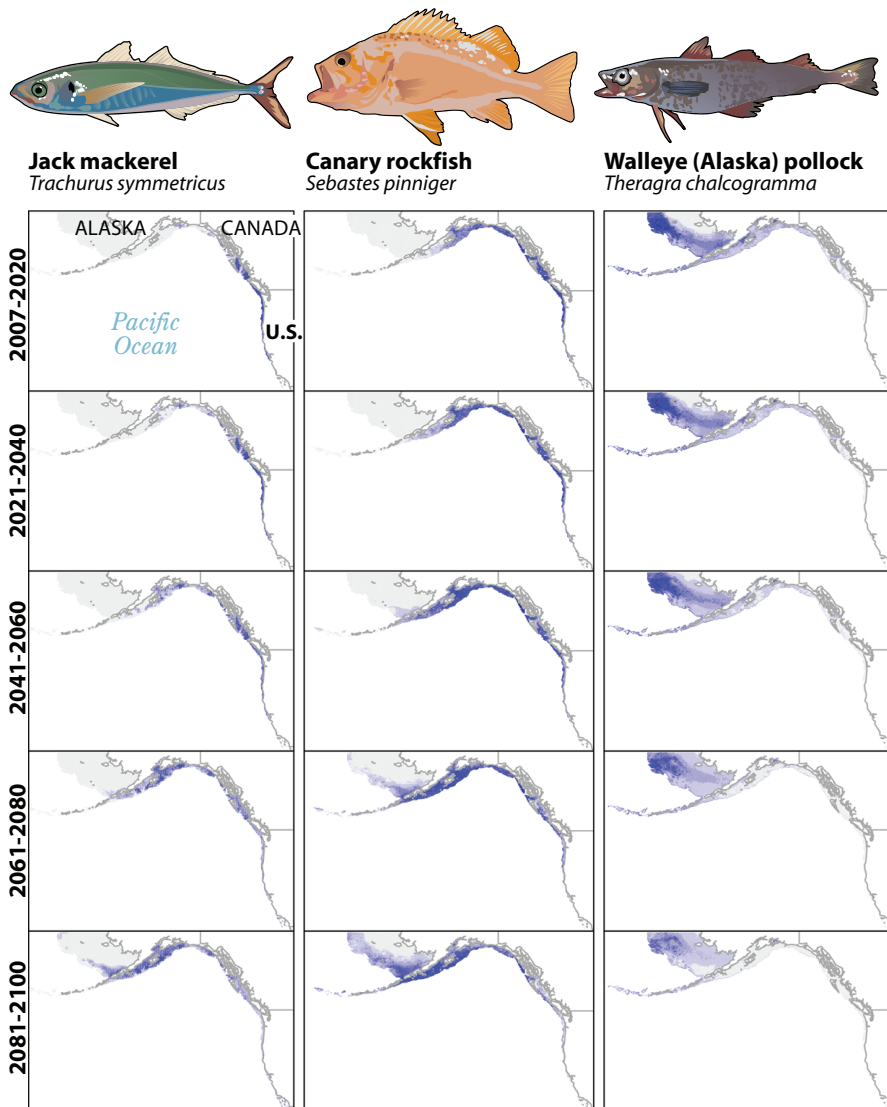 Jack mackerel
Trachurus symmetricus
Canary rockfish
Sebastes pinniger
Walleye (Alaska) pollock
Theragra chalcogramma
2007-2020
ALASKA
CANADA
Pacific
Ocean
U.S.
2021-2040
2041-2060
2061-2080
2081-2100